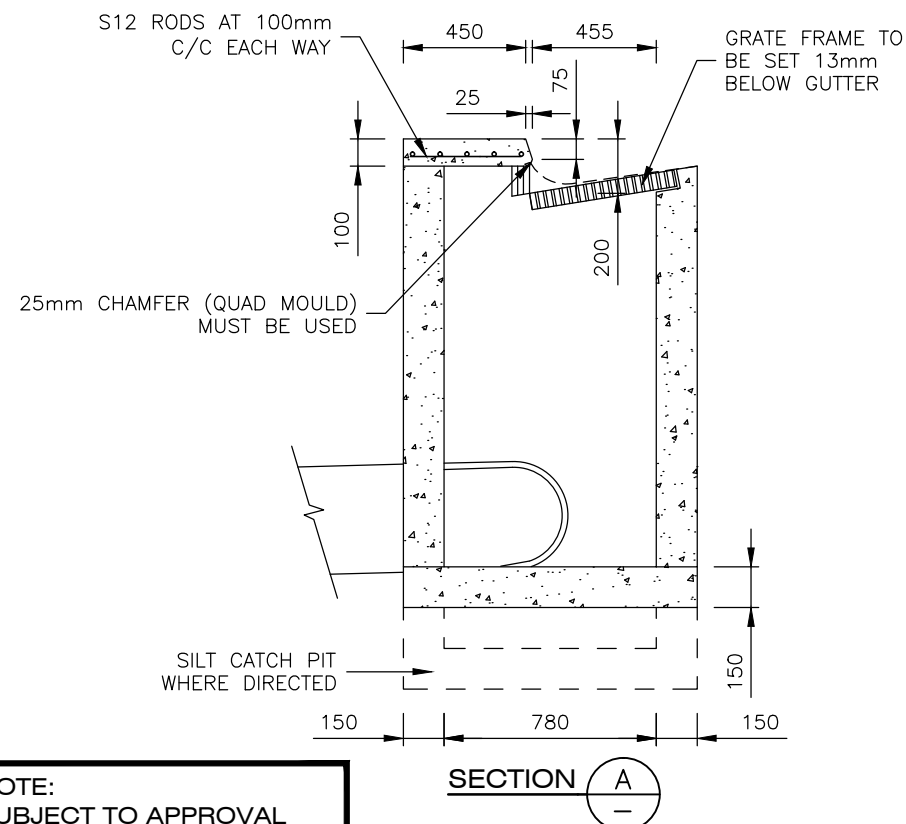 S12 RODS AT 100mm
C/C EACH WAY
450
455
75
25
GRATE FRAME TO
BE SET 13mm
BELOW GUTTER
100
200
25mm CHAMFER (QUAD MOULD)
MUST BE USED
SILT CATCH PIT
WHERE DIRECTED
150
150
780
150
SECTION A
–
OTE:
UBJECT TO APPROVAL